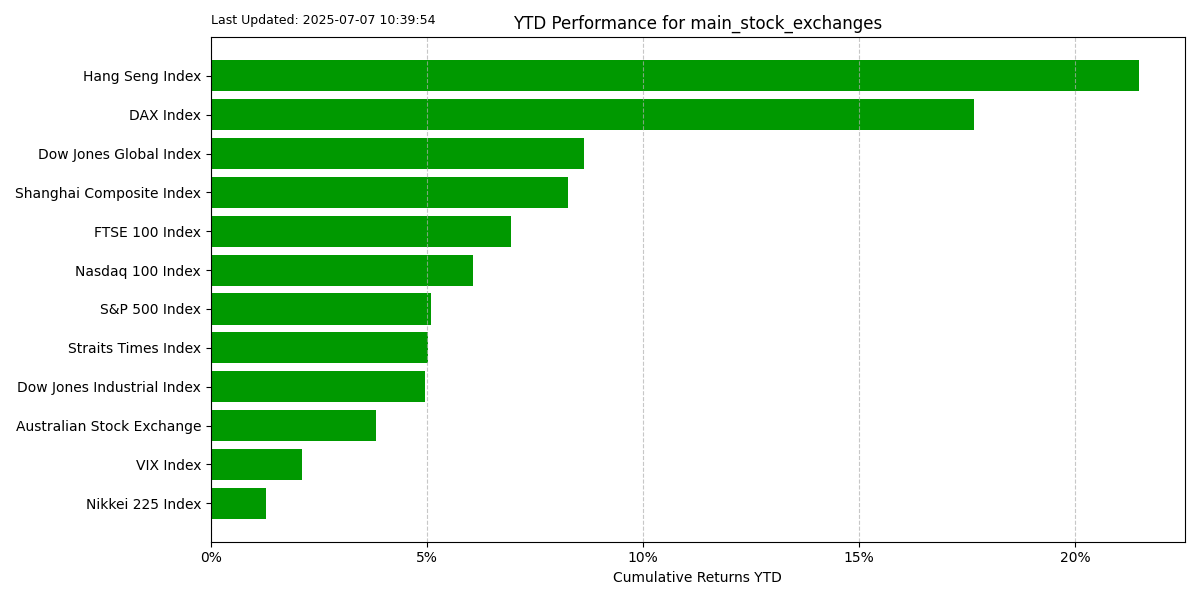 Last Updated: 2025-07-07 10:39:54
YTD Performance for main_stock_exchanges
Hang Seng Index
DAX Index
Dow Jones Global Index
Shanghai Composite Index
FTSE 100 Index
Nasdaq 100 Index
S&P 500 Index
Straits Times Index
Dow Jones Industrial Index
Australian Stock Exchange
VIX Index
Nikkei 225 Index
0% 5% 10% 15% 20%
Cumulative Returns YTD